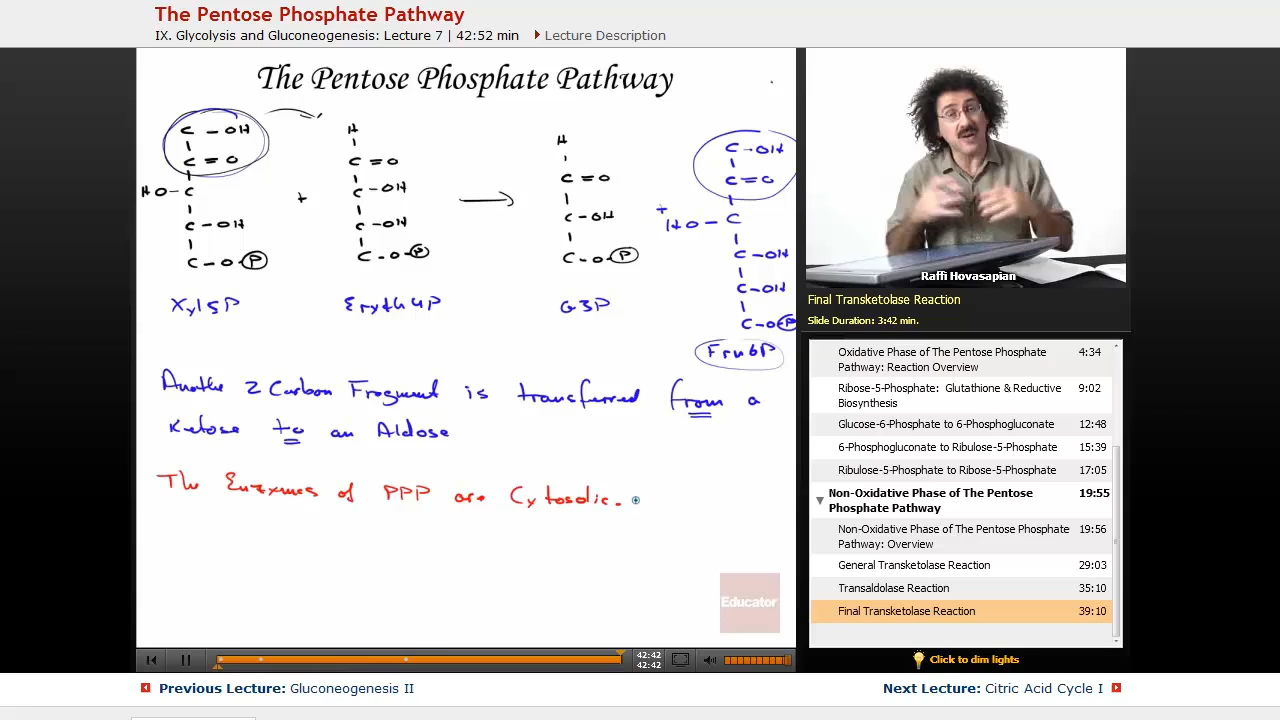 The Pentose Phosphate Pathway
IX. Glycolysis and Gluconeogenesis: Lecture 7 | 42:52 min
Lecture Description
The Pentose Phosphate Pathway
C - OH
C = O
HO - C
C - OH
C - O - P
Xyl5P
+
H
C = O
C - OH
C - OH
C - O - P
Eryth4P
H
C = O
C - OH
C - O - P
G3P
+
C - OH
C = O
HO - C
C - OH
C - OH
C - O P
Fru6P
Another 2 Carbon Fragment is transferred from a
Ketose to an Aldose
The Enzymes of PPP are Cytosolic.
Educator
Raffi Hovasapian
Final Transketolase Reaction
Slide Duration: 3:42 min.
Oxidative Phase of The Pentose Phosphate 4:34
Pathway: Reaction Overview
Ribose-5-Phosphate: Glutathione & Reductive 9:02
Biosynthesis
Glucose-6-Phosphate to 6-Phosphogluconate 12:48
6-Phosphogluconate to Ribulose-5-Phosphate 15:39
Ribulose-5-Phosphate to Ribose-5-Phosphate 17:05
Non-Oxidative Phase of The Pentose 19:55
Phosphate Pathway
Non-Oxidative Phase of The Pentose Phosphate 19:56
Pathway: Overview
General Transketolase Reaction 29:03
Transaldolase Reaction 35:10
Final Transketolase Reaction 39:10
42:42
42:42
Click to dim lights
Previous Lecture: Gluconeogenesis II
Next Lecture: Citric Acid Cycle I